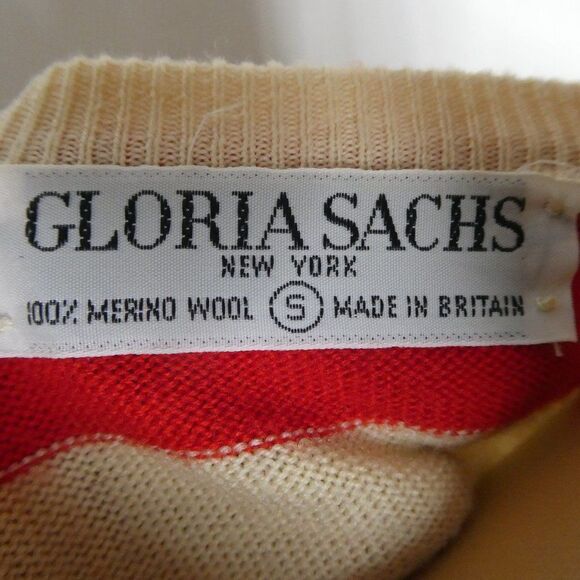 GLORIA SACHS
NEW YORK
100% MERINO WOOL S MADE IN BRITAIN